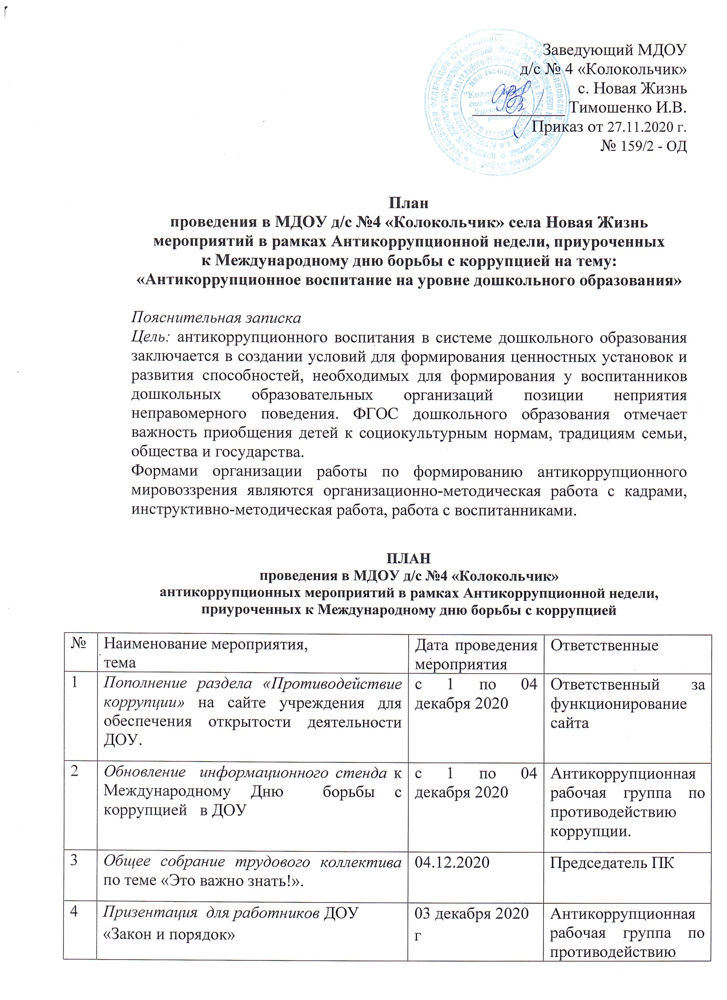 Заведующий МДОУ
д/с № 4 «Колокольчик»
с. Новая Жизнь
Тимошенко И.В.
Приказ от 27.11.2020 г.
№ 159/2 - ОД
ИНН 2624032783
"Колокольчик"
села Новая Жизнь
План
проведения в МДОУ д/с №4 «Колокольчик» села Новая Жизнь
мероприятий в рамках Антикоррупционной недели, приуроченных
к Международному дню борьбы с коррупцией на тему:
«Антикоррупционное воспитание на уровне дошкольного образования»
Пояснительная записка
Цель: антикоррупционного воспитания в системе дошкольного образования
заключается в создании условий для формирования ценностных установок и
развития способностей, необходимых для формирования у воспитанников
дошкольных образовательных организаций позиции неприятия
неправомерного поведения. ФГОС дошкольного образования отмечает
важность приобщения детей к социокультурным нормам, традициям семьи,
общества и государства.
Формами организации работы по формированию антикоррупционного
мировоззрения являются организационно-методическая работа с кадрами,
инструктивно-методическая работа, работа с воспитанниками.
ПЛАН
проведения в МДОУ д/с №4 «Колокольчик»
антикоррупционных мероприятий в рамках Антикоррупционной недели,
приуроченных к Международному дню борьбы с коррупцией
№ Наименование мероприятия, Дата проведения Ответственные
тема мероприятия
1 Пополнение раздела «Противодействие с 1 по 04 Ответственный за
коррупции» на сайте учреждения для декабря 2020 функционирование
обеспечения открытости деятельности сайта
ДОУ.
2 Обновление информационного стенда к с 1 по 04 Антикоррупционная
Международному Дню борьбы с декабря 2020 рабочая группа по
коррупцией в ДОУ противодействию
коррупции.
3 Общее собрание трудового коллектива 04.12.2020 Председатель ПК
по теме «Это важно знать!».
4 Призентация для работников ДОУ 03 декабря 2020 Антикоррупционная
«Закон и порядок» г рабочая группа по
противодействию